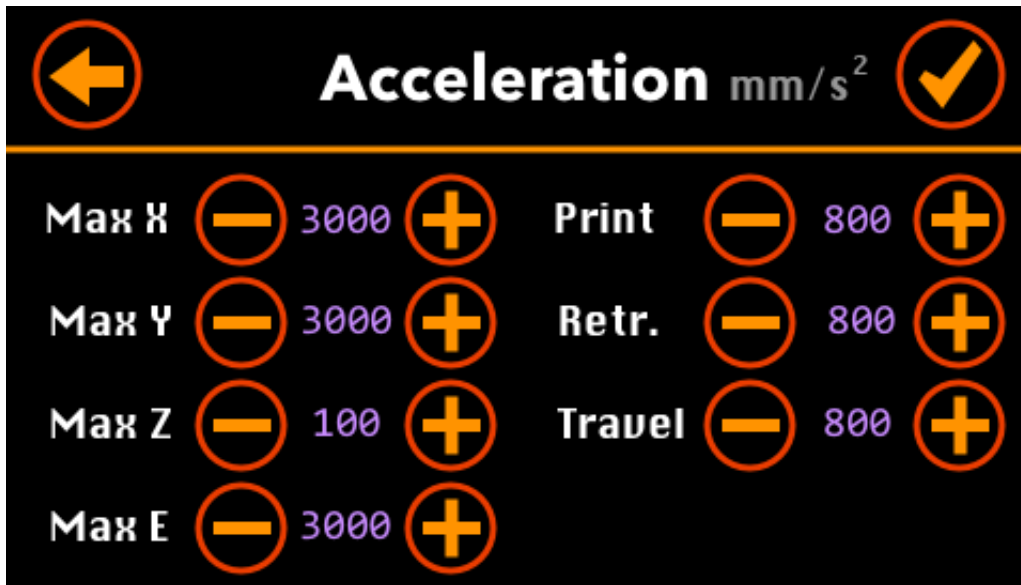 Acceleration mm/s²
Max X 3000 Print 800
Max Y 3000 Retr. 800
Max Z 100 Travel 800
Max E 3000